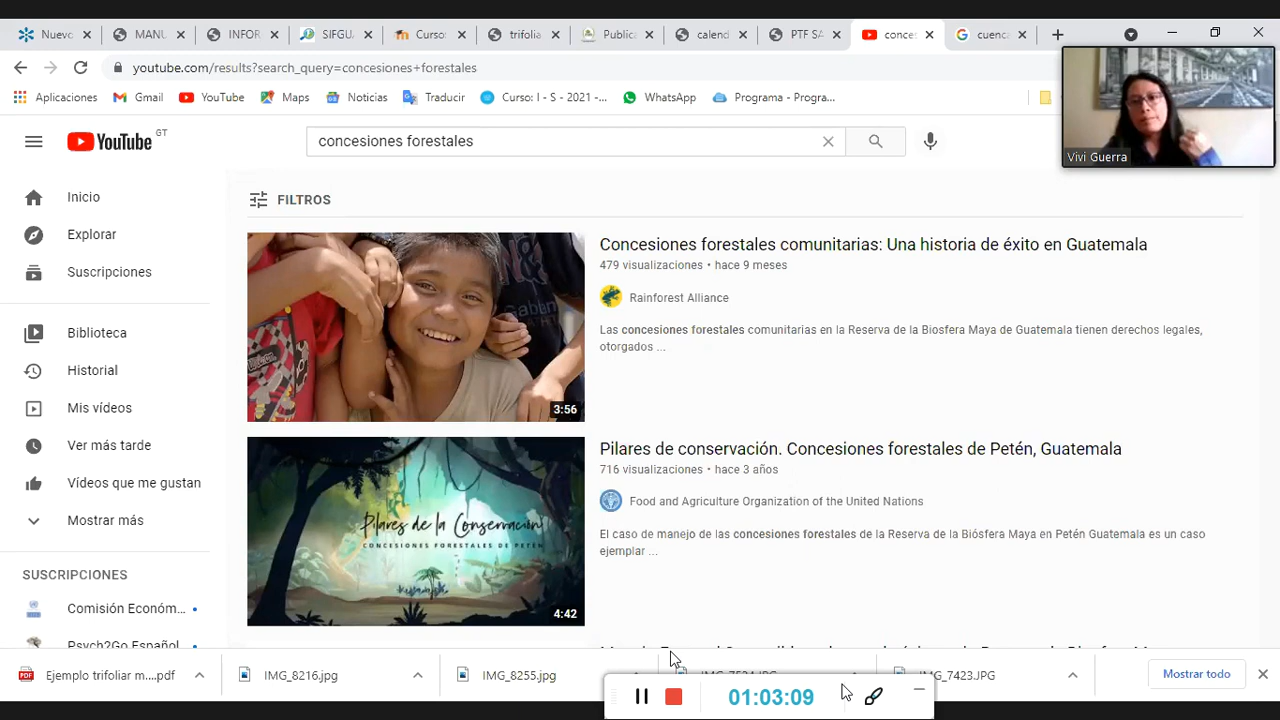 Nuevo
MANU
INFOR
SIFGUA
Curso:
trifolia
Publica
calend
PTF SA
conces
cuenca
youtube.com/results?search_query=concesiones+forestales
Aplicaciones
Gmail
YouTube
Maps
Noticias
Traducir
Curso: I - S - 2021 -...
WhatsApp
Programa - Progra...
YouTube GT
concesiones forestales
Vivi Guerra
Inicio
Explorar
Suscripciones
Biblioteca
Historial
Mis vídeos
Ver más tarde
Vídeos que me gustan
Mostrar más
SUSCRIPCIONES
Comisión Económ...
Psych2Go Español
FILTROS
3:56
Concesiones forestales comunitarias: Una historia de éxito en Guatemala
479 visualizaciones • hace 9 meses
Rainforest Alliance
Las concesiones forestales comunitarias en la Reserva de la Biosfera Maya de Guatemala tienen derechos legales,
otorgados ...
Pilares de la Conservación
CONCESIONES FORESTALES DE PETÉN
4:42
Pilares de conservación. Concesiones forestales de Petén, Guatemala
716 visualizaciones • hace 3 años
Food and Agriculture Organization of the United Nations
El caso de manejo de las concesiones forestales de la Reserva de la Biósfera Maya en Petén Guatemala es un caso
ejemplar ...
Ejemplo trifoliar m....pdf
IMG_8216.jpg
IMG_8255.jpg
IMG_7423.JPG
Mostrar todo
01:03:09